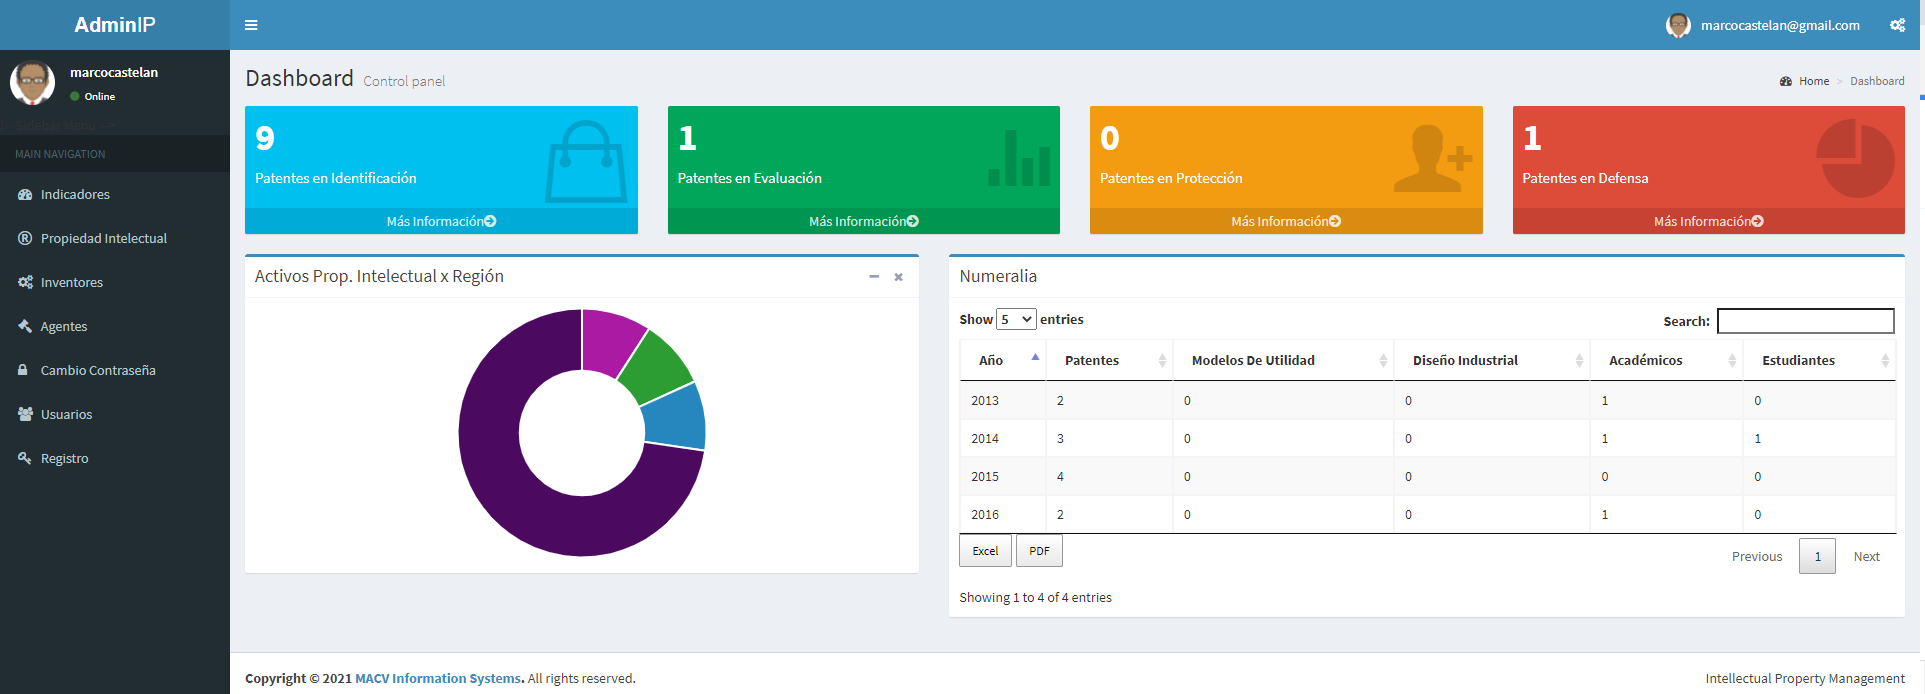 AdminIP
marcocastelan@gmail.com
marcocastelan
Online
Sidebar Menu
MAIN NAVIGATION
Indicadores
Propiedad Intelectual
Inventores
Agentes
Cambio Contraseña
Usuarios
Registro
Dashboard Control panel
Home > Dashboard
9
Patentes en Identificación
Más Información
1
Patentes en Evaluación
Más Información
0
Patentes en Protección
Más Información
1
Patentes en Defensa
Más Información
Activos Prop. Intelectual x Región
Numeralia
Show 5 entries
Search:
Año Patentes Modelos De Utilidad Diseño Industrial Académicos Estudiantes
2013 2 0 0 1 0
2014 3 0 0 1 1
2015 4 0 0 0 0
2016 2 0 0 1 0
Excel PDF
Previous 1 Next
Showing 1 to 4 of 4 entries
Copyright © 2021 MACV Information Systems. All rights reserved.
Intellectual Property Management